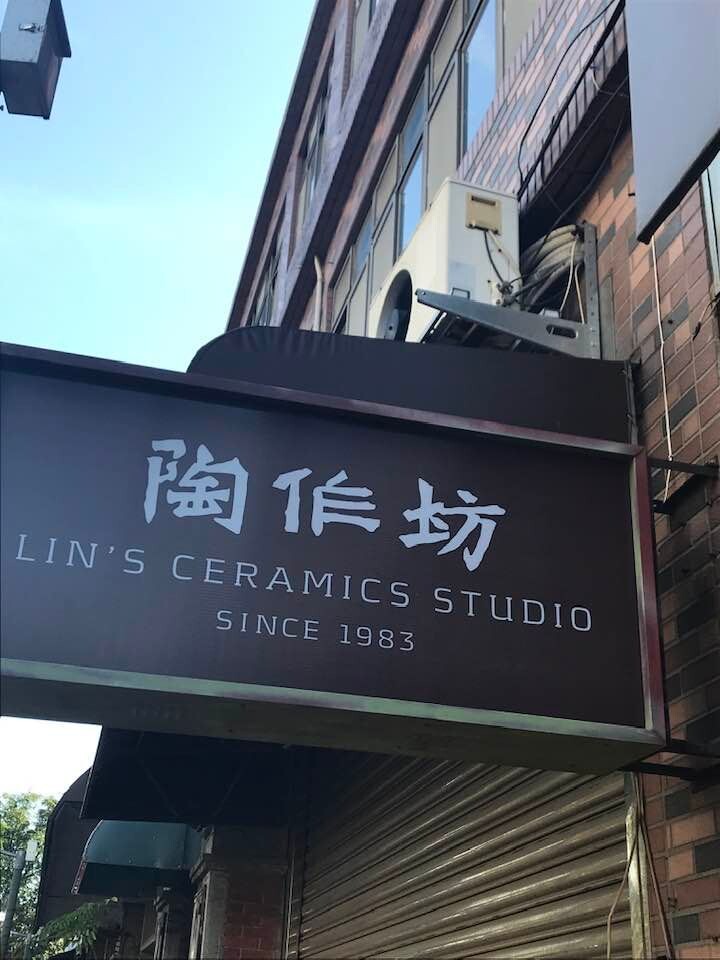 陶作坊
LIN'S CERAMICS STUDIO
SINCE 1983